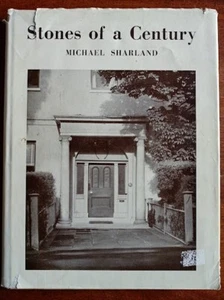 Stones of a Century
MICHAEL SHARLAND